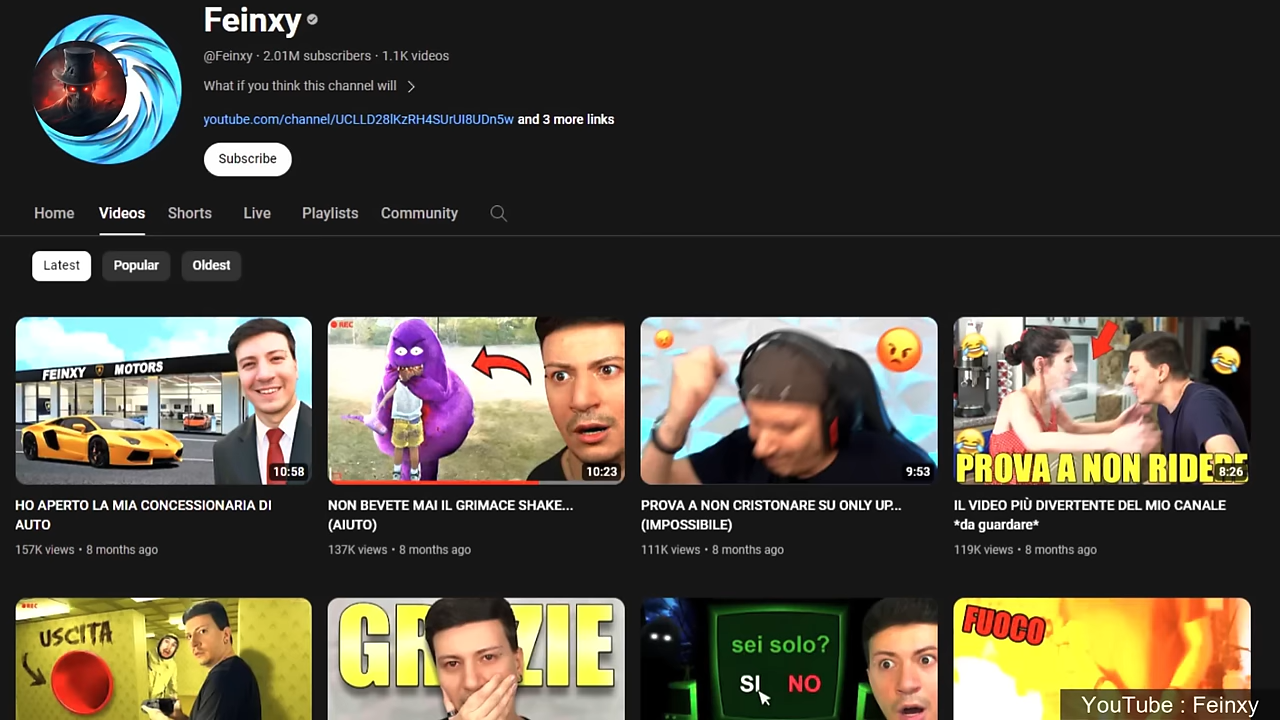 Feinxy
@Feinxy · 2.01M subscribers · 1.1K videos
What if you think this channel will
youtube.com/channel/UCLLD28lKzRH4SUrUI8UDn5w and 3 more links
Subscribe
Home Videos Shorts Live Playlists Community
Latest Popular Oldest
FEINXY MOTORS
10:58
REC
10:23
9:53
PROVA A NON RIDERE
8:26
HO APERTO LA MIA CONCESSIONARIA DI
AUTO
157K views • 8 months ago
NON BEVETE MAI IL GRIMACE SHAKE...
(AIUTO)
137K views • 8 months ago
PROVA A NON CRISTONARE SU ONLY UP...
(IMPOSSIBILE)
111K views • 8 months ago
IL VIDEO PIÙ DIVERTENTE DEL MIO CANALE
*da guardare*
119K views • 8 months ago
REC
USCITA
GRAZIE
sei solo?
SI NO
FUOCO
YouTube : Feinxy